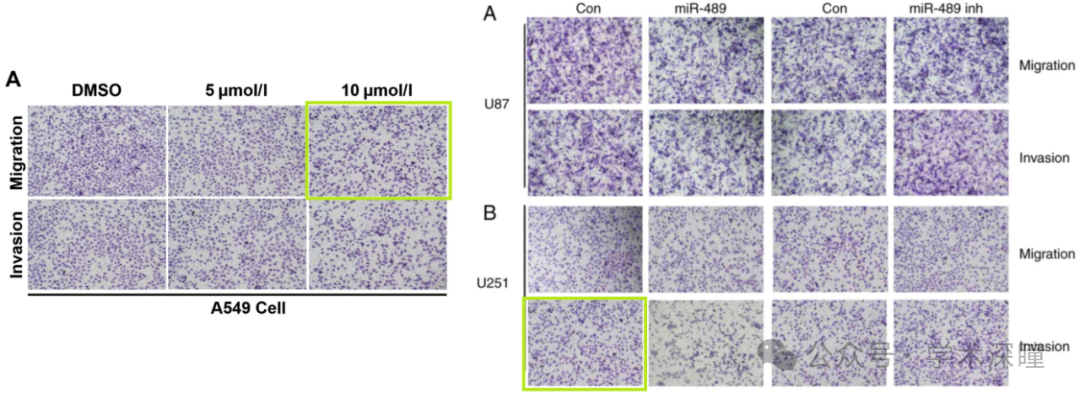 A
DMSO 5 µmol/l 10 µmol/l
Migration
Invasion
A549 Cell
A
Con miR-489 Con miR-489 inh
U87
Migration
Invasion
B
U251
Migration
Invasion
公众号 · 学术深瞳